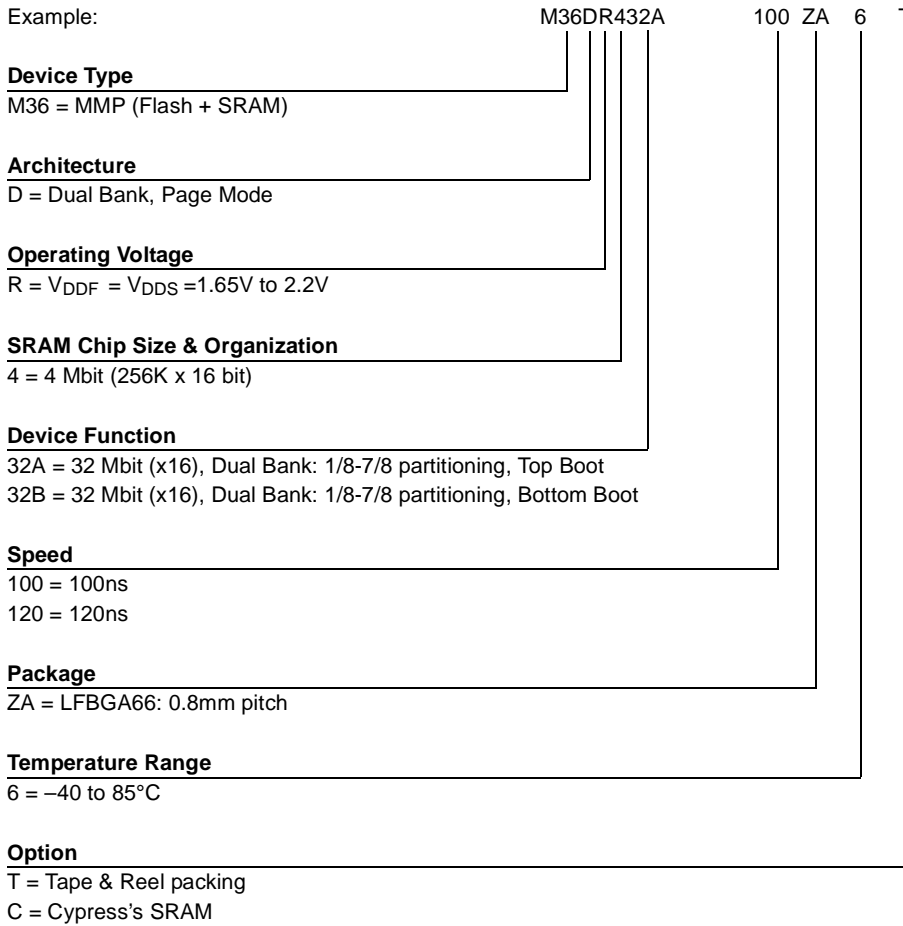 Example: M36DR432A 100 ZA 6 T
Device Type
M36 = MMP (Flash + SRAM)
Architecture
D = Dual Bank, Page Mode
Operating Voltage
R = VDDF = VDDS =1.65V to 2.2V
SRAM Chip Size & Organization
4 = 4 Mbit (256K x 16 bit)
Device Function
32A = 32 Mbit (x16), Dual Bank: 1/8-7/8 partitioning, Top Boot
32B = 32 Mbit (x16), Dual Bank: 1/8-7/8 partitioning, Bottom Boot
Speed
100 = 100ns
120 = 120ns
Package
ZA = LFBGA66: 0.8mm pitch
Temperature Range
6 = –40 to 85°C
Option
T = Tape & Reel packing
C = Cypress's SRAM